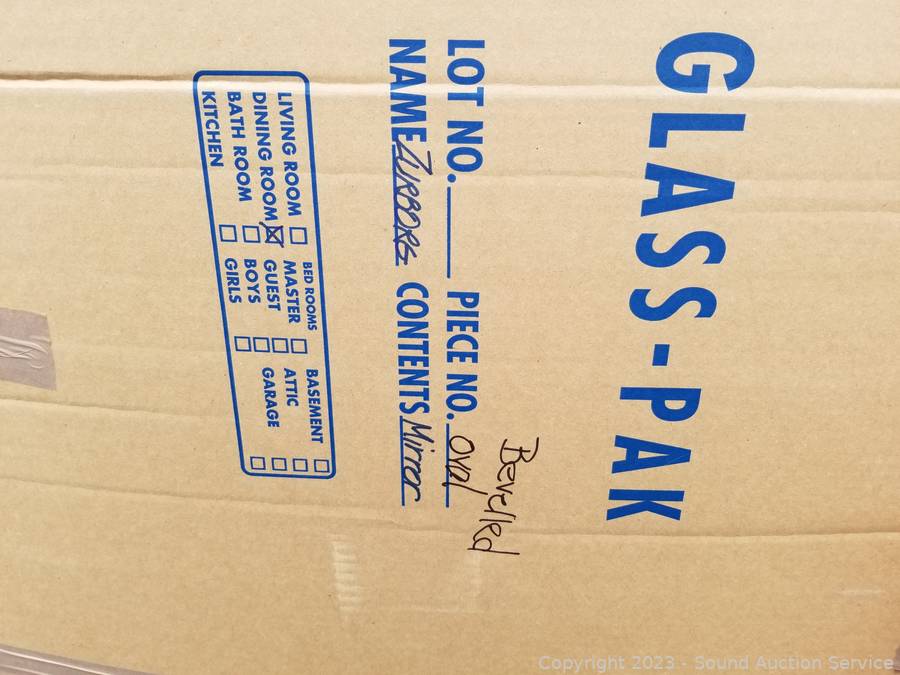 GLASS-PAK
Bevelled
LOT NO. PIECE NO. oval
NAME ZURBORG CONTENTS Mirror
LIVING ROOM
DINING ROOM
BATH ROOM
KITCHEN
BED ROOMS
MASTER
GUEST
BOYS
GIRLS
BASEMENT
ATTIC
GARAGE
Copyright 2023 - Sound Auction Service